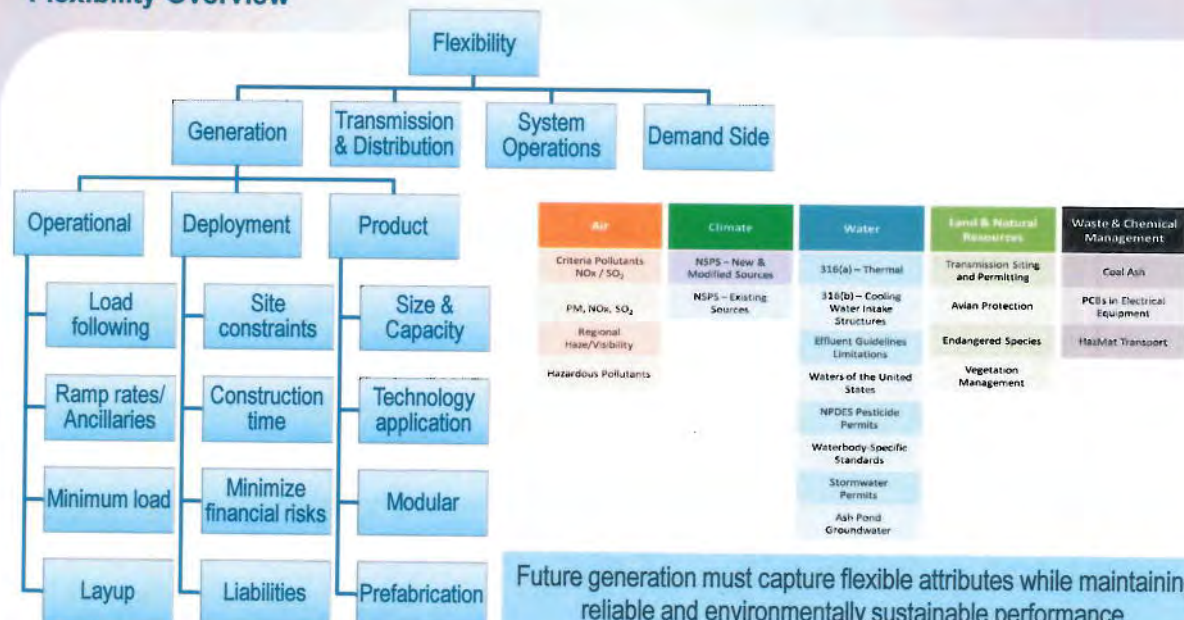 Flexibility Overview
Flexibility
Generation
Transmission
& Distribution
System
Operations
Demand Side
Operational
Deployment
Product
Load
following
Ramp rates/
Ancillaries
Minimum load
Layup
Site
constraints
Construction
time
Minimize
financial risks
Liabilities
Size &
Capacity
Technology
application
Modular
Prefabrication
Air
Criteria Pollutants
NOx / SO₂
PM, NOx, SO₂
Regional
Haze/Visibility
Hazardous Pollutants
Climate
NSPS – New &
Modified Sources
NSPS – Existing
Sources
Water
316(a) – Thermal
316(b) – Cooling
Water Intake
Structures
Effluent Guidelines
Limitations
Waters of the United
States
NPDES Pesticide
Permits
Waterbody-Specific
Standards
Stormwater
Permits
Ash Pond
Groundwater
Land & Natural
Resources
Transmission Siting
and Permitting
Avian Protection
Endangered Species
Vegetation
Management
Waste & Chemical
Management
Coal Ash
PCBs in Electrical
Equipment
HazMat Transport
Future generation must capture flexible attributes while maintainin
reliable and environmentally sustainable performance